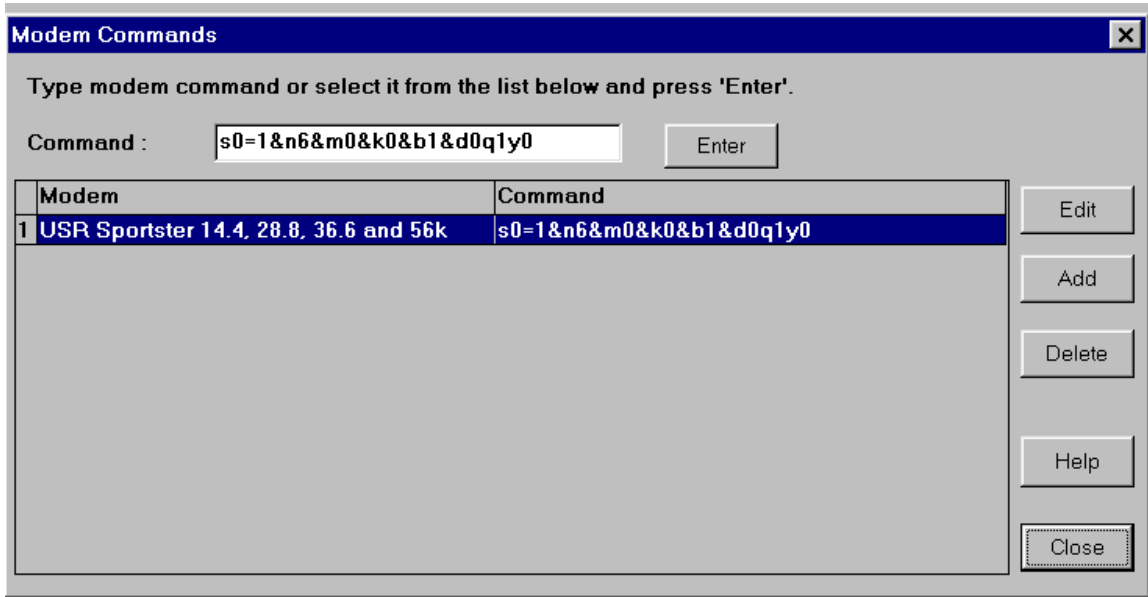 Modem Commands
Type modem command or select it from the list below and press 'Enter'.
Command : s0=1&n6&m0&k0&b1&d0q1y0 Enter
Modem Command
1 USR Sportster 14.4, 28.8, 36.6 and 56k s0=1&n6&m0&k0&b1&d0q1y0
Edit
Add
Delete
Help
Close